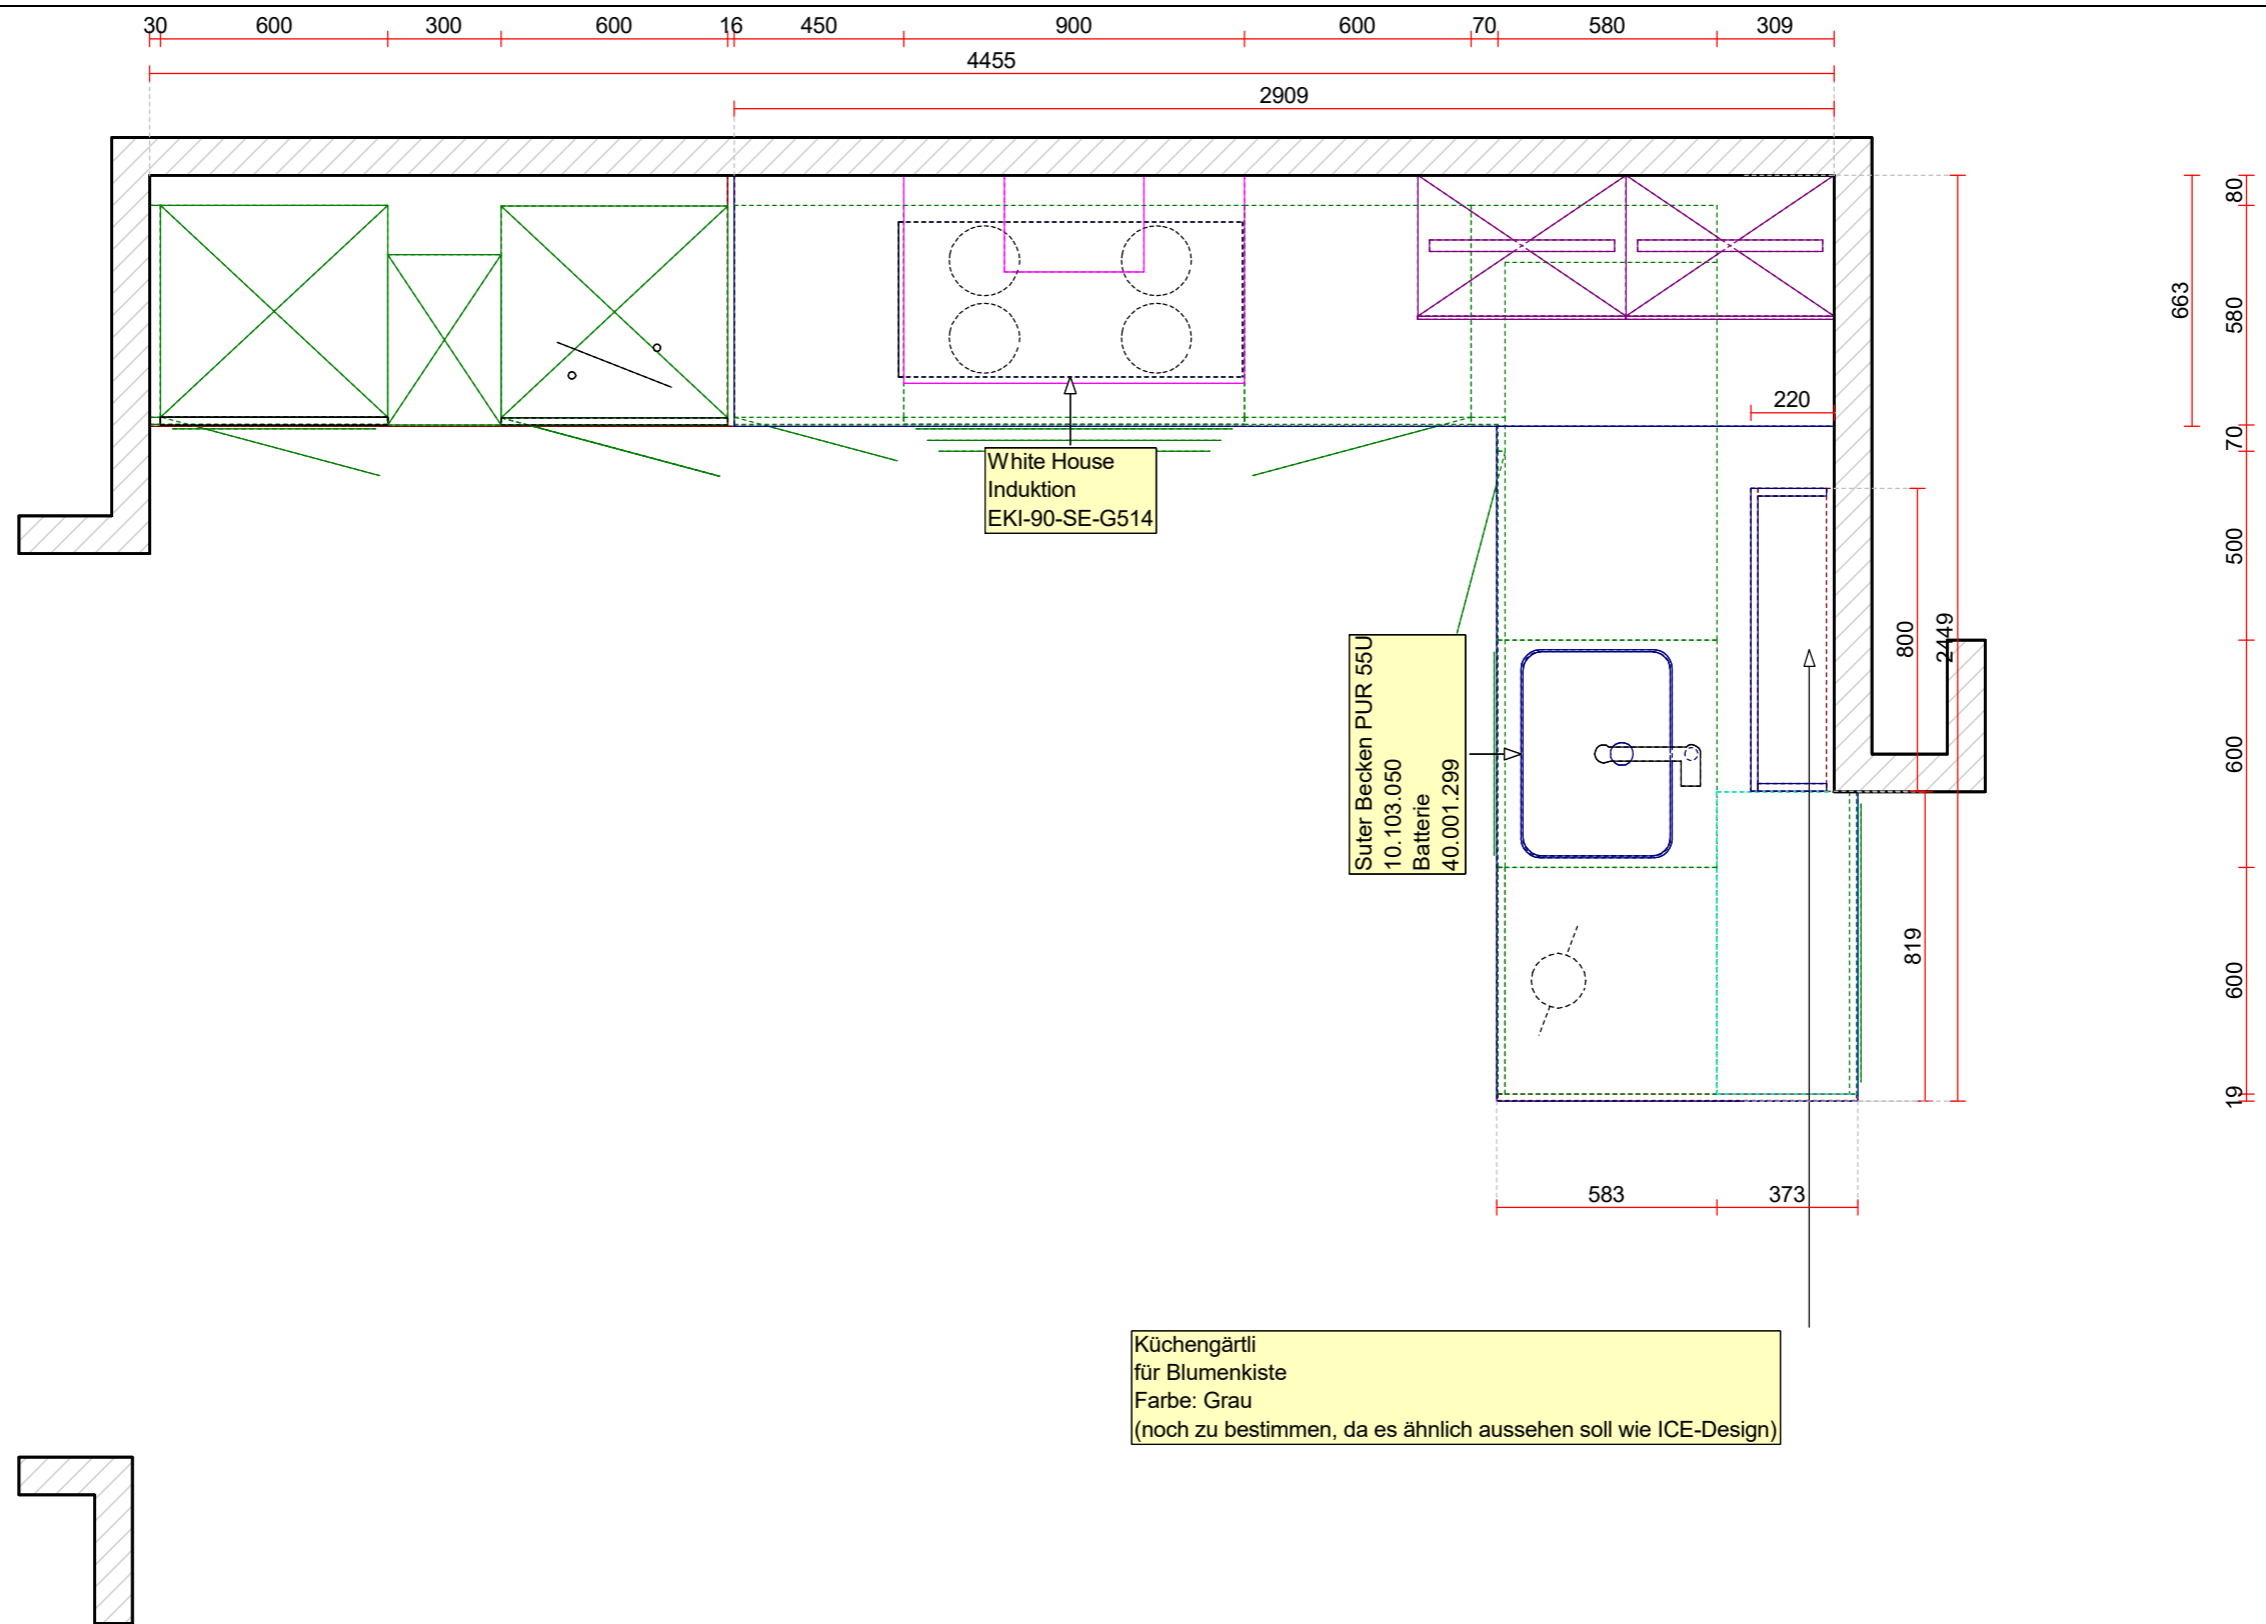 30 600 300 600 16 450 900 600 70 580 309
4455
2909
80
663
580
220
70
White House
Induktion
EKI-90-SE-G514
500
Suter Becken PUR 55U
10.103.050
Batterie
40.001.299
800
2449
600
819
600
19
583 373
Küchengärtli
für Blumenkiste
Farbe: Grau
(noch zu bestimmen, da es ähnlich aussehen soll wie ICE-Design)